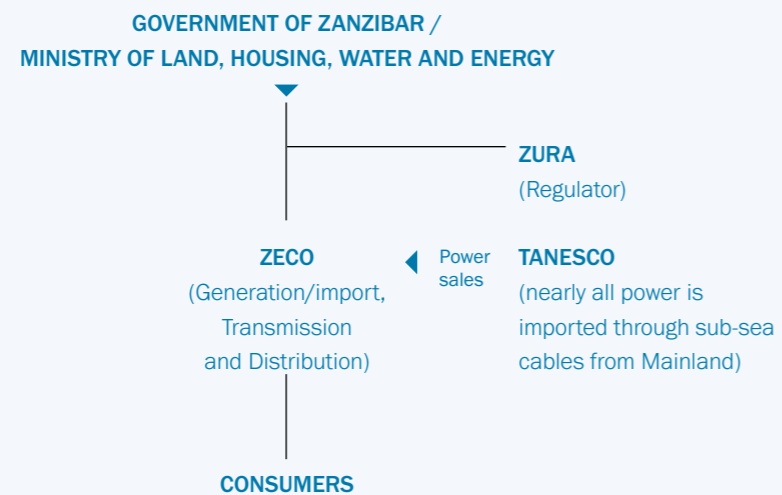 GOVERNMENT OF ZANZIBAR /
MINISTRY OF LAND, HOUSING, WATER AND ENERGY
ZURA
(Regulator)
ZECO
(Generation/import,
Transmission
and Distribution)
Power
sales
TANESCO
(nearly all power is
imported through sub-sea
cables from Mainland)
CONSUMERS